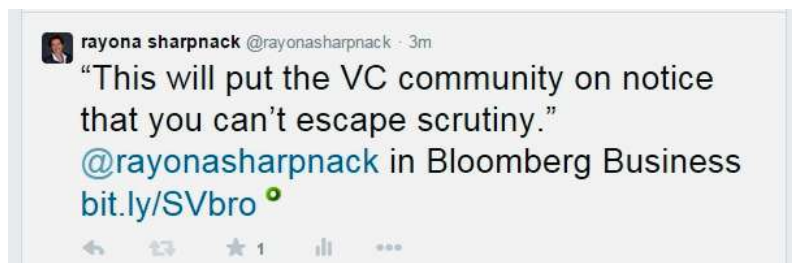 rayona sharpnack @rayonasharpnack · 3m
“This will put the VC community on notice
that you can’t escape scrutiny.”
@rayonasharpnack in Bloomberg Business
bit.ly/SVbro
1